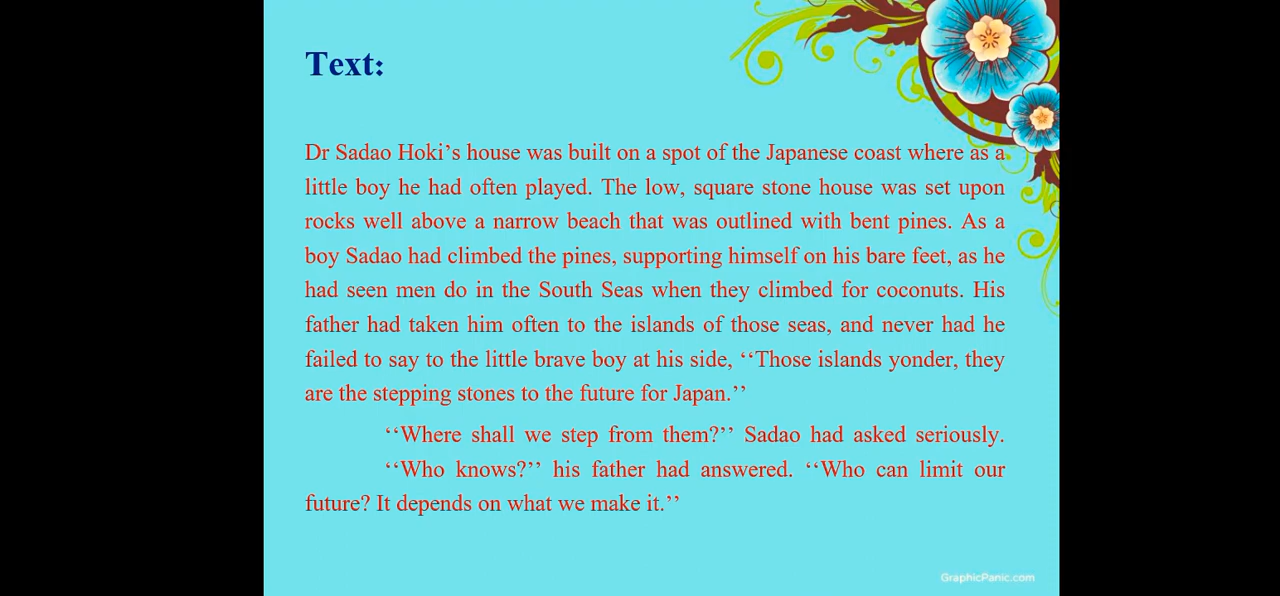 Text:
Dr Sadao Hoki’s house was built on a spot of the Japanese coast where as a
little boy he had often played. The low, square stone house was set upon
rocks well above a narrow beach that was outlined with bent pines. As a
boy Sadao had climbed the pines, supporting himself on his bare feet, as he
had seen men do in the South Seas when they climbed for coconuts. His
father had taken him often to the islands of those seas, and never had he
failed to say to the little brave boy at his side, ‘‘Those islands yonder, they
are the stepping stones to the future for Japan.’’
‘‘Where shall we step from them?’’ Sadao had asked seriously.
‘‘Who knows?’’ his father had answered. ‘‘Who can limit our
future? It depends on what we make it.’’
GraphicPanic.com